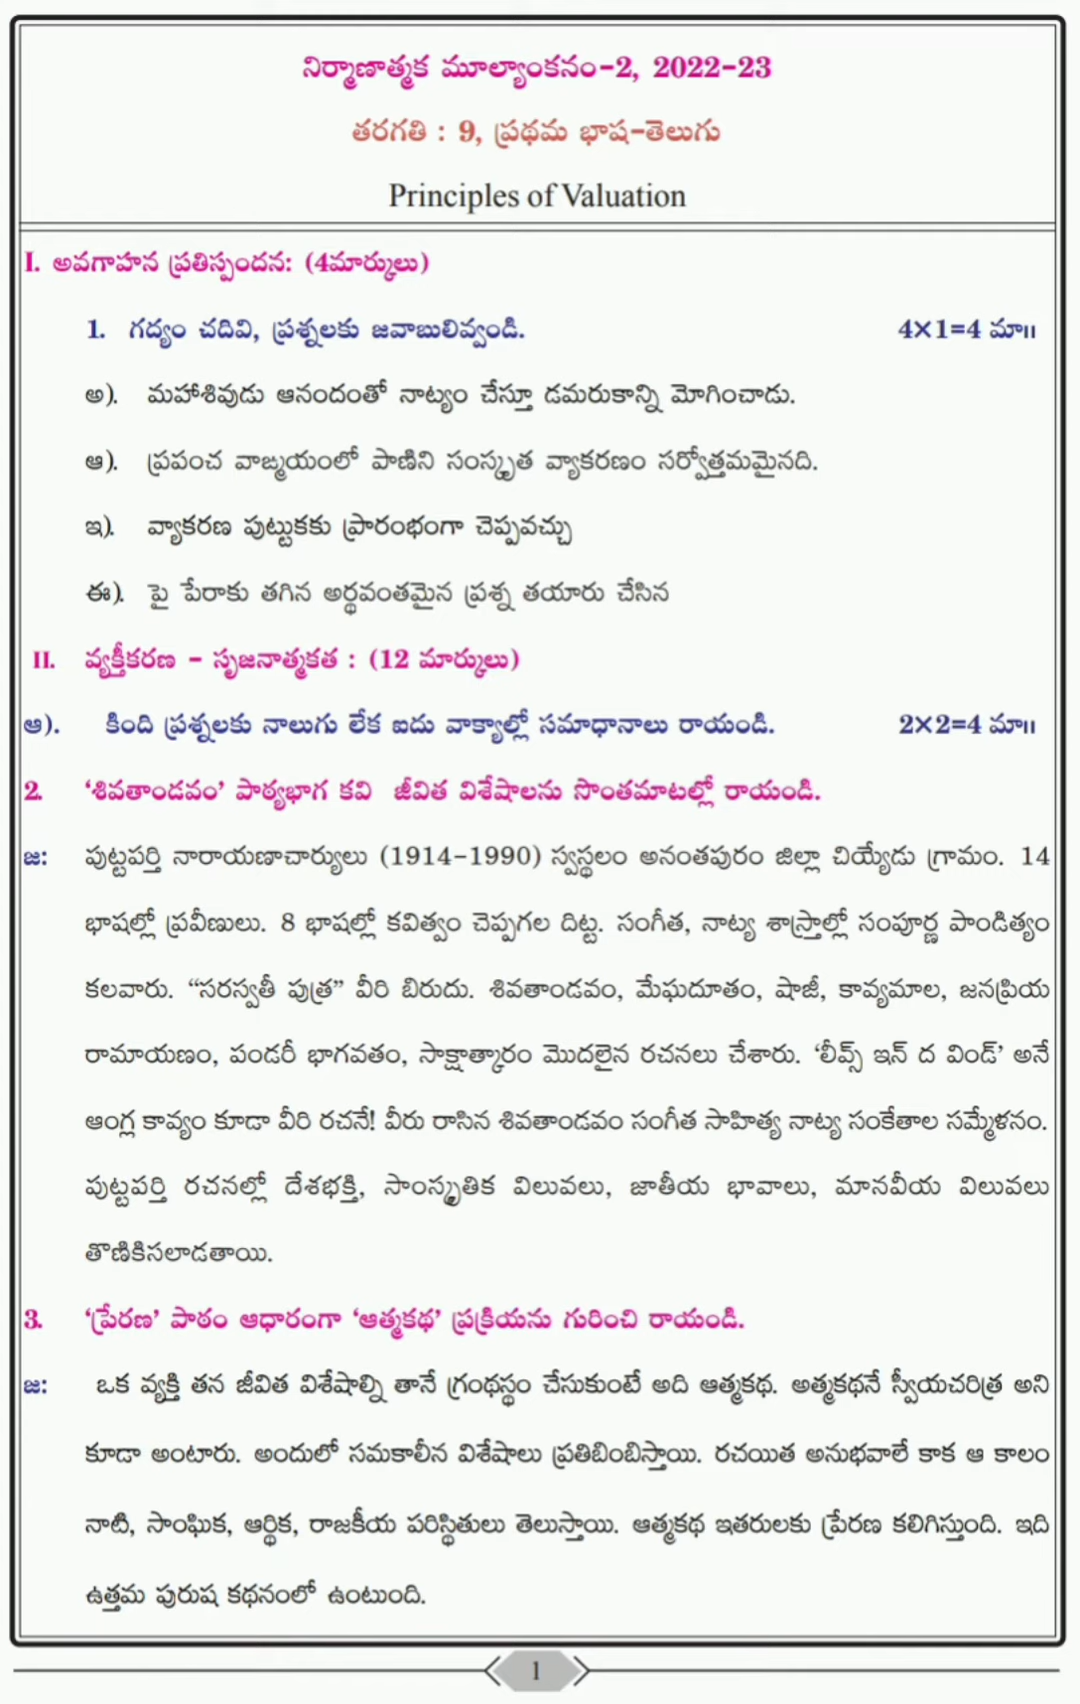 నిర్మాణాత్మక మూల్యాంకనం-2, 2022-23
తరగతి : 9, ప్రథమ భాష-తెలుగు
Principles of Valuation
I. అవగాహన ప్రతిస్పందన: (4మార్కులు)
1. గద్యం చదివి, ప్రశ్నలకు జవాబులివ్వండి. 4×1=4 మా॥
అ). మహాశివుడు ఆనందంతో నాట్యం చేస్తూ డమరుకాన్ని మోగించాడు.
ఆ). ప్రపంచ వాఙ్మయంలో పాణిని సంస్కృత వ్యాకరణం సర్వోత్తమమైనది.
ఇ). వ్యాకరణ పుట్టుకకు ప్రారంభంగా చెప్పవచ్చు
ఈ). పై పేరాకు తగిన అర్థవంతమైన ప్రశ్న తయారు చేసిన
II. వ్యక్తీకరణ - సృజనాత్మకత : (12 మార్కులు)
ఆ). కింది ప్రశ్నలకు నాలుగు లేక ఐదు వాక్యాల్లో సమాధానాలు రాయండి. 2×2=4 మా॥
2. ‘శివతాండవం’ పాఠ్యభాగ కవి జీవిత విశేషాలను సొంతమాటల్లో రాయండి.
జ: పుట్టపర్తి నారాయణాచార్యులు (1914-1990) స్వస్థలం అనంతపురం జిల్లా చియ్యేడు గ్రామం. 14
భాషల్లో ప్రవీణులు. 8 భాషల్లో కవిత్వం చెప్పగల దిట్ట. సంగీత, నాట్య శాస్త్రాల్లో సంపూర్ణ పాండిత్యం
కలవారు. “సరస్వతీ పుత్ర” వీరి బిరుదు. శివతాండవం, మేఘదూతం, షాజీ, కావ్యమాల, జనప్రియ
రామాయణం, పండరీ భాగవతం, సాక్షాత్కారం మొదలైన రచనలు చేశారు. ‘లీవ్స్ ఇన్ ద విండ్’ అనే
ఆంగ్ల కావ్యం కూడా వీరి రచనే! వీరు రాసిన శివతాండవం సంగీత సాహిత్య నాట్య సంకేతాల సమ్మేళనం.
పుట్టపర్తి రచనల్లో దేశభక్తి, సాంస్కృతిక విలువలు, జాతీయ భావాలు, మానవీయ విలువలు
తొణికిసలాడతాయి.
3. ‘ప్రేరణ’ పాఠం ఆధారంగా ‘ఆత్మకథ’ ప్రక్రియను గురించి రాయండి.
జ: ఒక వ్యక్తి తన జీవిత విశేషాల్ని తానే గ్రంథస్థం చేసుకుంటే అది ఆత్మకథ. అత్మకథనే స్వీయచరిత్ర అని
కూడా అంటారు. అందులో సమకాలీన విశేషాలు ప్రతిబింబిస్తాయి. రచయిత అనుభవాలే కాక ఆ కాలం
నాటి, సాంఘిక, ఆర్థిక, రాజకీయ పరిస్థితులు తెలుస్తాయి. ఆత్మకథ ఇతరులకు ప్రేరణ కలిగిస్తుంది. ఇది
ఉత్తమ పురుష కథనంలో ఉంటుంది.
1